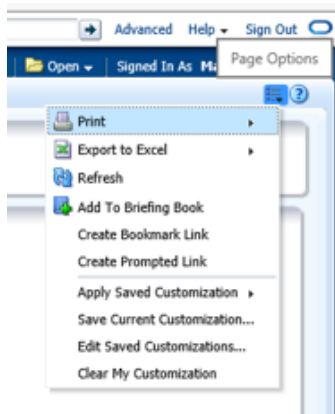 Advanced Help Sign Out
Open Signed In As Ma
Page Options
Print
Export to Excel
Refresh
Add To Briefing Book
Create Bookmark Link
Create Prompted Link
Apply Saved Customization
Save Current Customization...
Edit Saved Customizations...
Clear My Customization